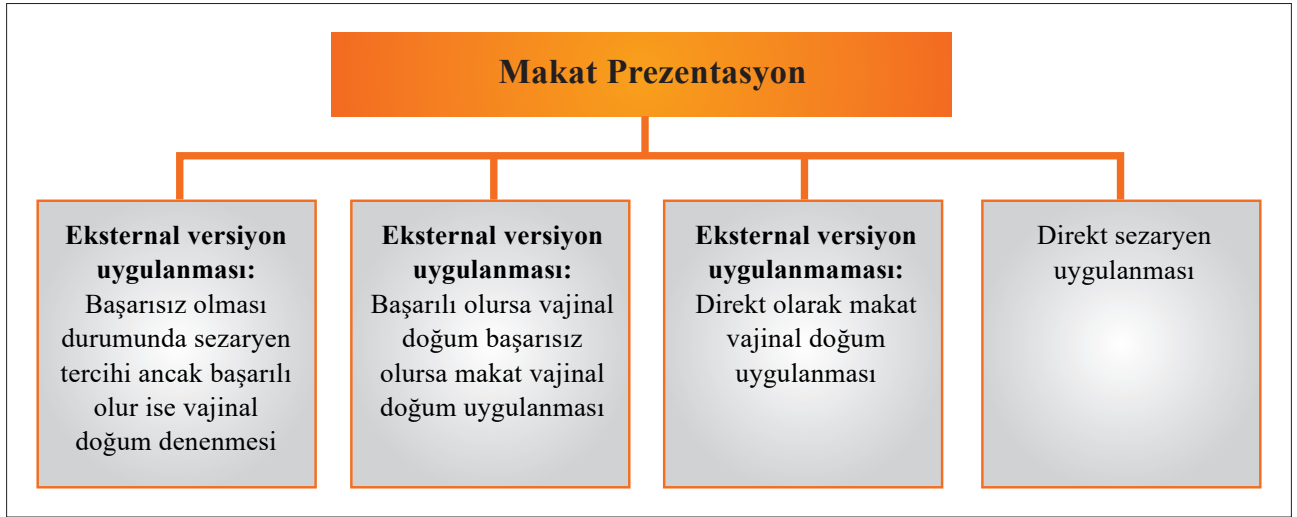 Makat Prezentasyon
Eksternal versiyon
uygulanması:
Başarısız olması
durumunda sezaryen
tercihi ancak başarılı
olur ise vajinal
doğum denenmesi
Eksternal versiyon
uygulanması:
Başarılı olursa vajinal
doğum başarısız
olursa makat vajinal
doğum uygulanması
Eksternal versiyon
uygulanmaması:
Direkt olarak makat
vajinal doğum
uygulanması
Direkt sezaryen
uygulanması